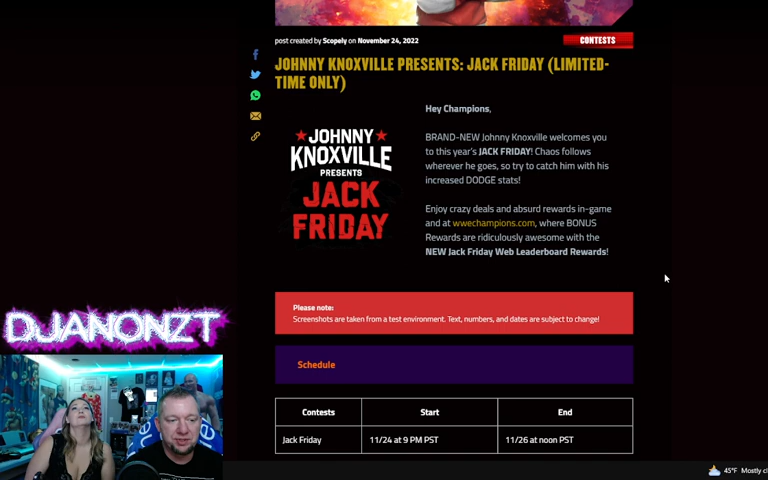 post created by Scopely on November 24, 2022
CONTESTS
JOHNNY KNOXVILLE PRESENTS: JACK FRIDAY (LIMITED-
TIME ONLY)
JOHNNY
KNOXVILLE
PRESENTS
JACK
FRIDAY
Hey Champions,
BRAND-NEW Johnny Knoxville welcomes you
to this year's JACK FRIDAY! Chaos follows
wherever he goes, so try to catch him with his
increased DODGE stats!
Enjoy crazy deals and absurd rewards in-game
and at wwechampions.com, where BONUS
Rewards are ridiculously awesome with the
NEW Jack Friday Web Leaderboard Rewards!
Please note:
Screenshots are taken from a test environment. Text, numbers, and dates are subject to change!
Schedule
Contests Start End
Jack Friday 11/24 at 9 PM PST 11/26 at noon PST
DJANONZT
45°F Mostly cl